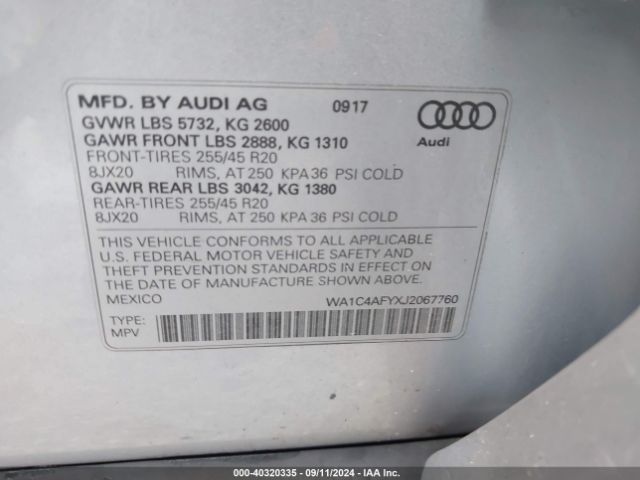 MFD. BY AUDI AG 0917
GVWR LBS 5732, KG 2600
GAWR FRONT LBS 2888, KG 1310
Audi
FRONT-TIRES 255/45 R20
8JX20 RIMS, AT 250 KPA 36 PSI COLD
GAWR REAR LBS 3042, KG 1380
REAR-TIRES 255/45 R20
8JX20 RIMS, AT 250 KPA 36 PSI COLD
THIS VEHICLE CONFORMS TO ALL APPLICABLE
U.S. FEDERAL MOTOR VEHICLE SAFETY AND
THEFT PREVENTION STANDARDS IN EFFECT ON
THE DATE OF MANUFACTURE SHOWN ABOVE.
MEXICO WA1C4AFYXJ2067760
TYPE:
MPV
000-40320335 - 09/11/2024 - IAA Inc.